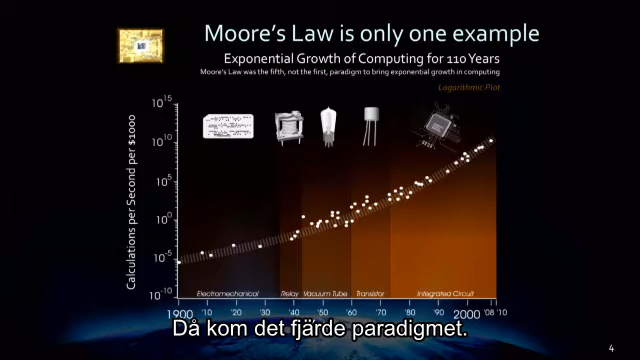 Moore's Law is only one example
Exponential Growth of Computing for 110 Years
Moore's Law was the fifth, not the first, paradigm to bring exponential growth in computing
Logarithmic Plot
Calculations per Second per $1000
10^15
10^10
10^5
10^0
10^-5
10^-10
Electromechanical Relay Vacuum Tube Transistor Integrated Circuit
1900 '10 '20 '30 '40 '50 '60 '70 '80 '90 2000 '08 '10
Då kom det fjärde paradigmet.
4